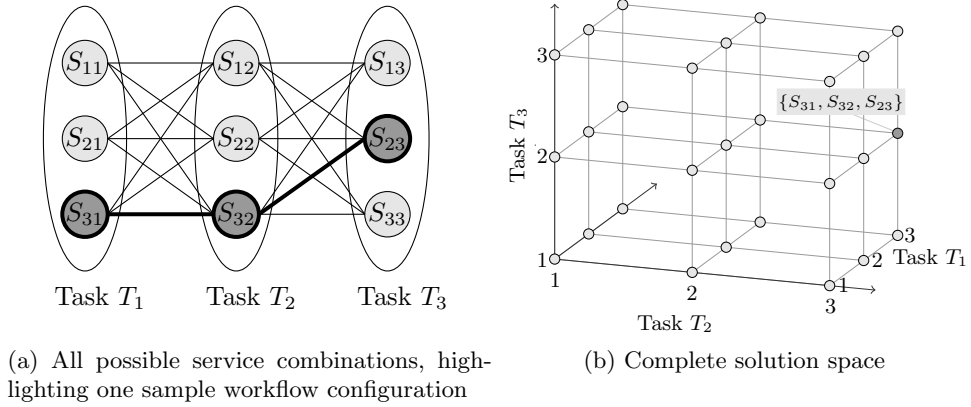 S11 S12 S13
S21 S22 S23
S31 S32 S33
Task T1 Task T2 Task T3
(a) All possible service combinations, high-
lighting one sample workflow configuration
3
{S31, S32, S23}
Task T3
2
3
Task T1
2
1
1
1
2
3
Task T2
(b) Complete solution space